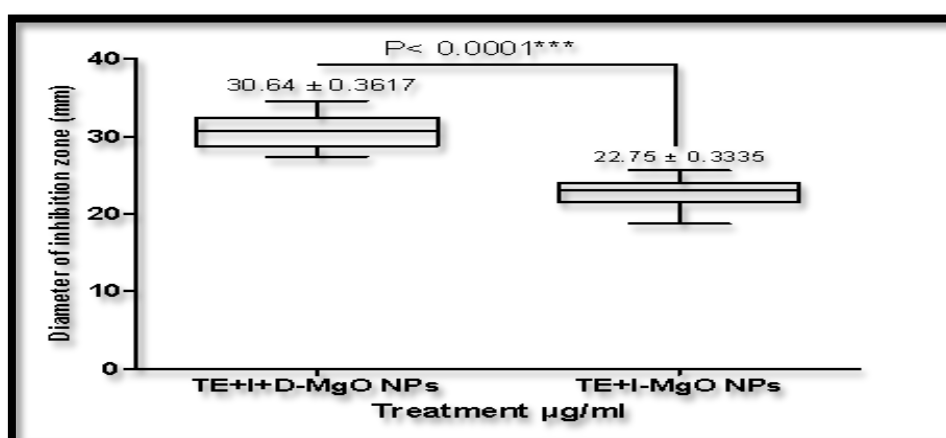 P< 0.0001***
40
30.64 ± 0.3617
30
22.75 ± 0.3335
20
10
0
Diameter of inhibition zone (mm)
TE+I+D-MgO NPs
TE+I-MgO NPs
Treatment µg/ml